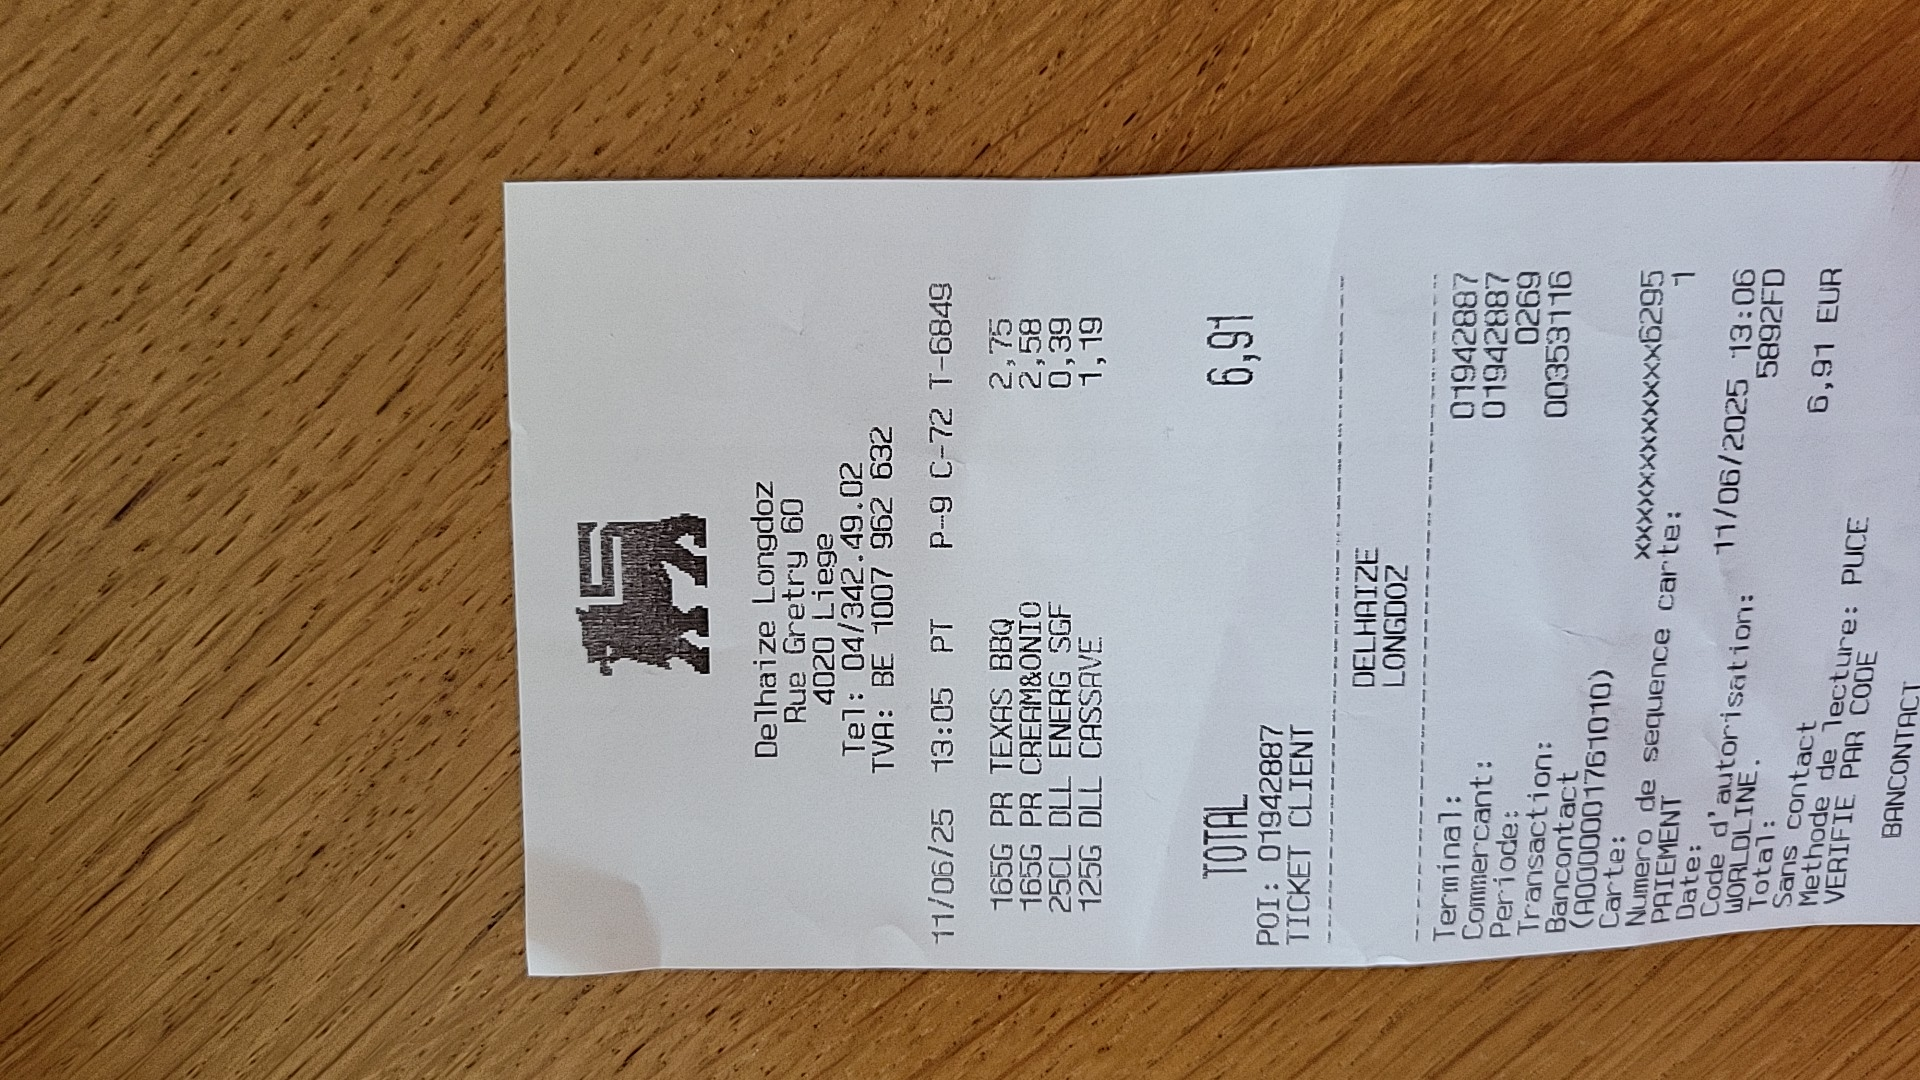 Delhaize Longdoz
Rue Gretry 60
4020 Liege
Tel: 04/342.49.02
TVA: BE 1007 962 632
11/06/25 13:05 PT P-9 C-72 T-6849
165G PR TEXAS BBQ 2,75
165G PR CREAM&ONIO 2,58
25CL DLL ENERG SGF 0,39
125G DLL CASSAVE 1,19
TOTAL 6,91
POI: 01942887
TICKET CLIENT
DELHAIZE
LONGDOZ
Terminal: 01942887
Commercant: 01942887
Periode: 0269
Transaction: 00353116
Bancontact
(A0000001761010)
Carte: xxxxxxxxxxxxx6295
Numero de sequence carte: 1
PAIEMENT
Date: 11/06/2025 13:06
Code d'autorisation: 5892FD
WORLDLINE.
Total: 6,91 EUR
Sans contact
Methode de lecture: PUCE
VERIFIE PAR CODE
BANCONTACT